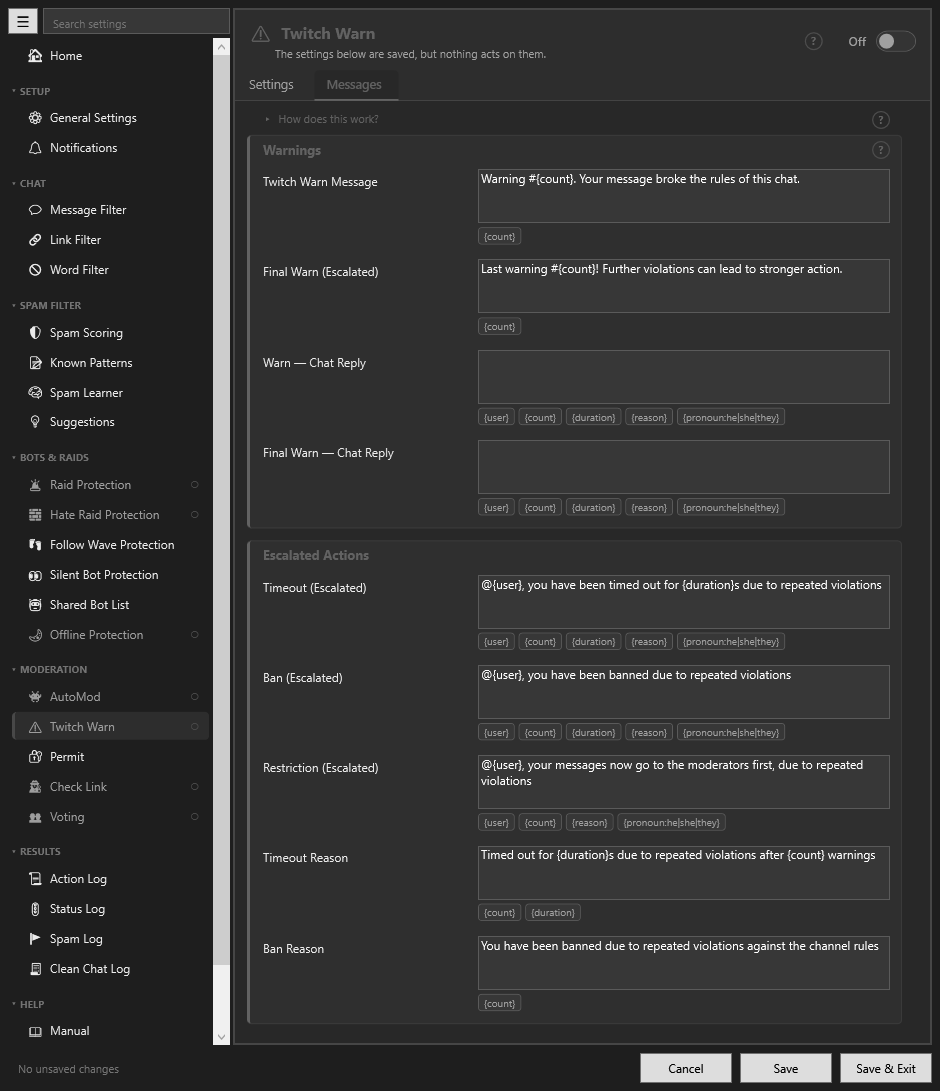 Search settings
Home
SETUP
General Settings
Notifications
CHAT
Message Filter
Link Filter
Word Filter
SPAM FILTER
Spam Scoring
Known Patterns
Spam Learner
Suggestions
BOTS & RAIDS
Raid Protection
Hate Raid Protection
Follow Wave Protection
Silent Bot Protection
Shared Bot List
Offline Protection
MODERATION
AutoMod
Twitch Warn
Permit
Check Link
Voting
RESULTS
Action Log
Status Log
Spam Log
Clean Chat Log
HELP
Manual
No unsaved changes
Twitch Warn
The settings below are saved, but nothing acts on them.
? Off
Settings Messages
How does this work? ?
Warnings ?
Twitch Warn Message
Warning #{count}. Your message broke the rules of this chat.
{count}
Final Warn (Escalated)
Last warning #{count}! Further violations can lead to stronger action.
{count}
Warn — Chat Reply
{user} {count} {duration} {reason} {pronoun:he|she|they}
Final Warn — Chat Reply
{user} {count} {duration} {reason} {pronoun:he|she|they}
Escalated Actions
Timeout (Escalated)
@{user}, you have been timed out for {duration}s due to repeated violations
{user} {count} {duration} {reason} {pronoun:he|she|they}
Ban (Escalated)
@{user}, you have been banned due to repeated violations
{user} {count} {duration} {reason} {pronoun:he|she|they}
Restriction (Escalated)
@{user}, your messages now go to the moderators first, due to repeated
violations
{user} {count} {reason} {pronoun:he|she|they}
Timeout Reason
Timed out for {duration}s due to repeated violations after {count} warnings
{count} {duration}
Ban Reason
You have been banned due to repeated violations against the channel rules
{count}
Cancel Save Save & Exit